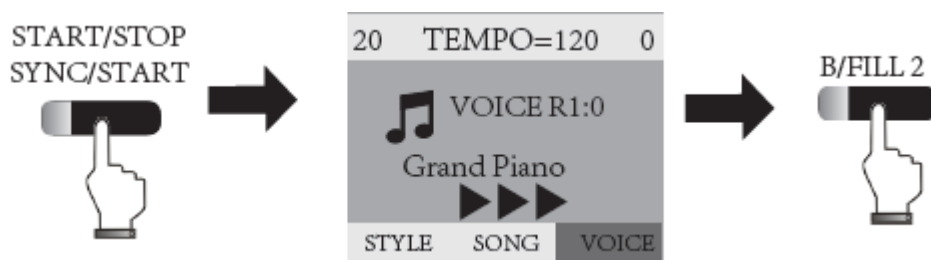 START/STOP
SYNC/START
20 TEMPO=120 0
VOICE R1:0
Grand Piano
STYLE SONG VOICE
B/FILL 2